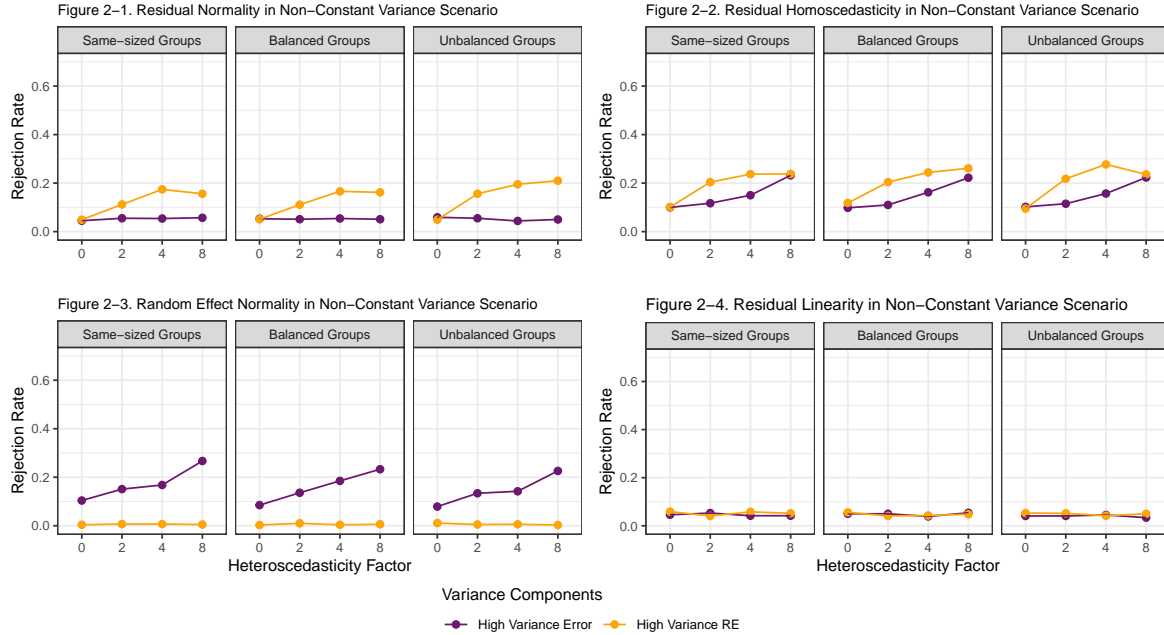 Figure 2−1. Residual Normality in Non−Constant Variance Scenario
Same−sized Groups
Balanced Groups
Unbalanced Groups
Rejection Rate
0.6
0.4
0.2
0.0
0 2 4 8
0 2 4 8
0 2 4 8
Figure 2−2. Residual Homoscedasticity in Non−Constant Variance Scenario
Same−sized Groups
Balanced Groups
Unbalanced Groups
Rejection Rate
0.6
0.4
0.2
0.0
0 2 4 8
0 2 4 8
0 2 4 8
Figure 2−3. Random Effect Normality in Non−Constant Variance Scenario
Same−sized Groups
Balanced Groups
Unbalanced Groups
Rejection Rate
0.6
0.4
0.2
0.0
0 2 4 8
0 2 4 8
0 2 4 8
Heteroscedasticity Factor
Figure 2−4. Residual Linearity in Non−Constant Variance Scenario
Same−sized Groups
Balanced Groups
Unbalanced Groups
Rejection Rate
0.6
0.4
0.2
0.0
0 2 4 8
0 2 4 8
0 2 4 8
Heteroscedasticity Factor
Variance Components
High Variance Error
High Variance RE